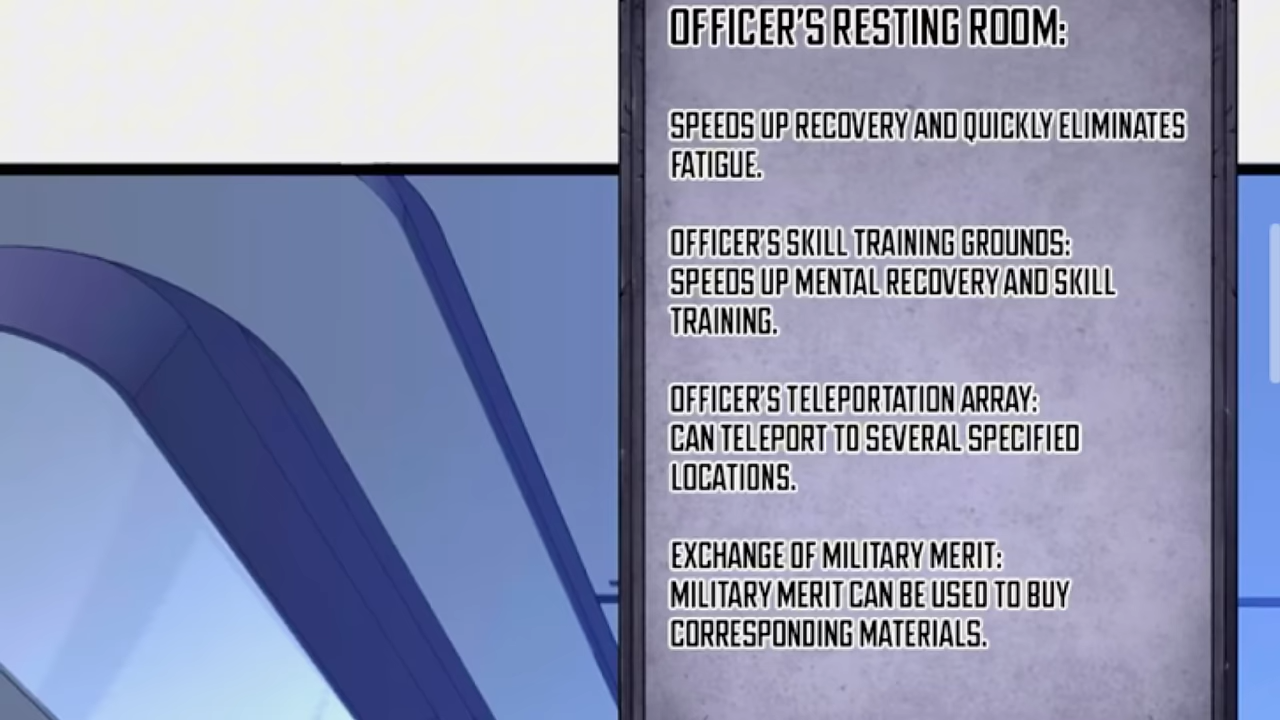 OFFICER'S RESTING ROOM:
SPEEDS UP RECOVERY AND QUICKLY ELIMINATES
FATIGUE.
OFFICER'S SKILL TRAINING GROUNDS:
SPEEDS UP MENTAL RECOVERY AND SKILL
TRAINING.
OFFICER'S TELEPORTATION ARRAY:
CAN TELEPORT TO SEVERAL SPECIFIED
LOCATIONS.
EXCHANGE OF MILITARY MERIT:
MILITARY MERIT CAN BE USED TO BUY
CORRESPONDING MATERIALS.